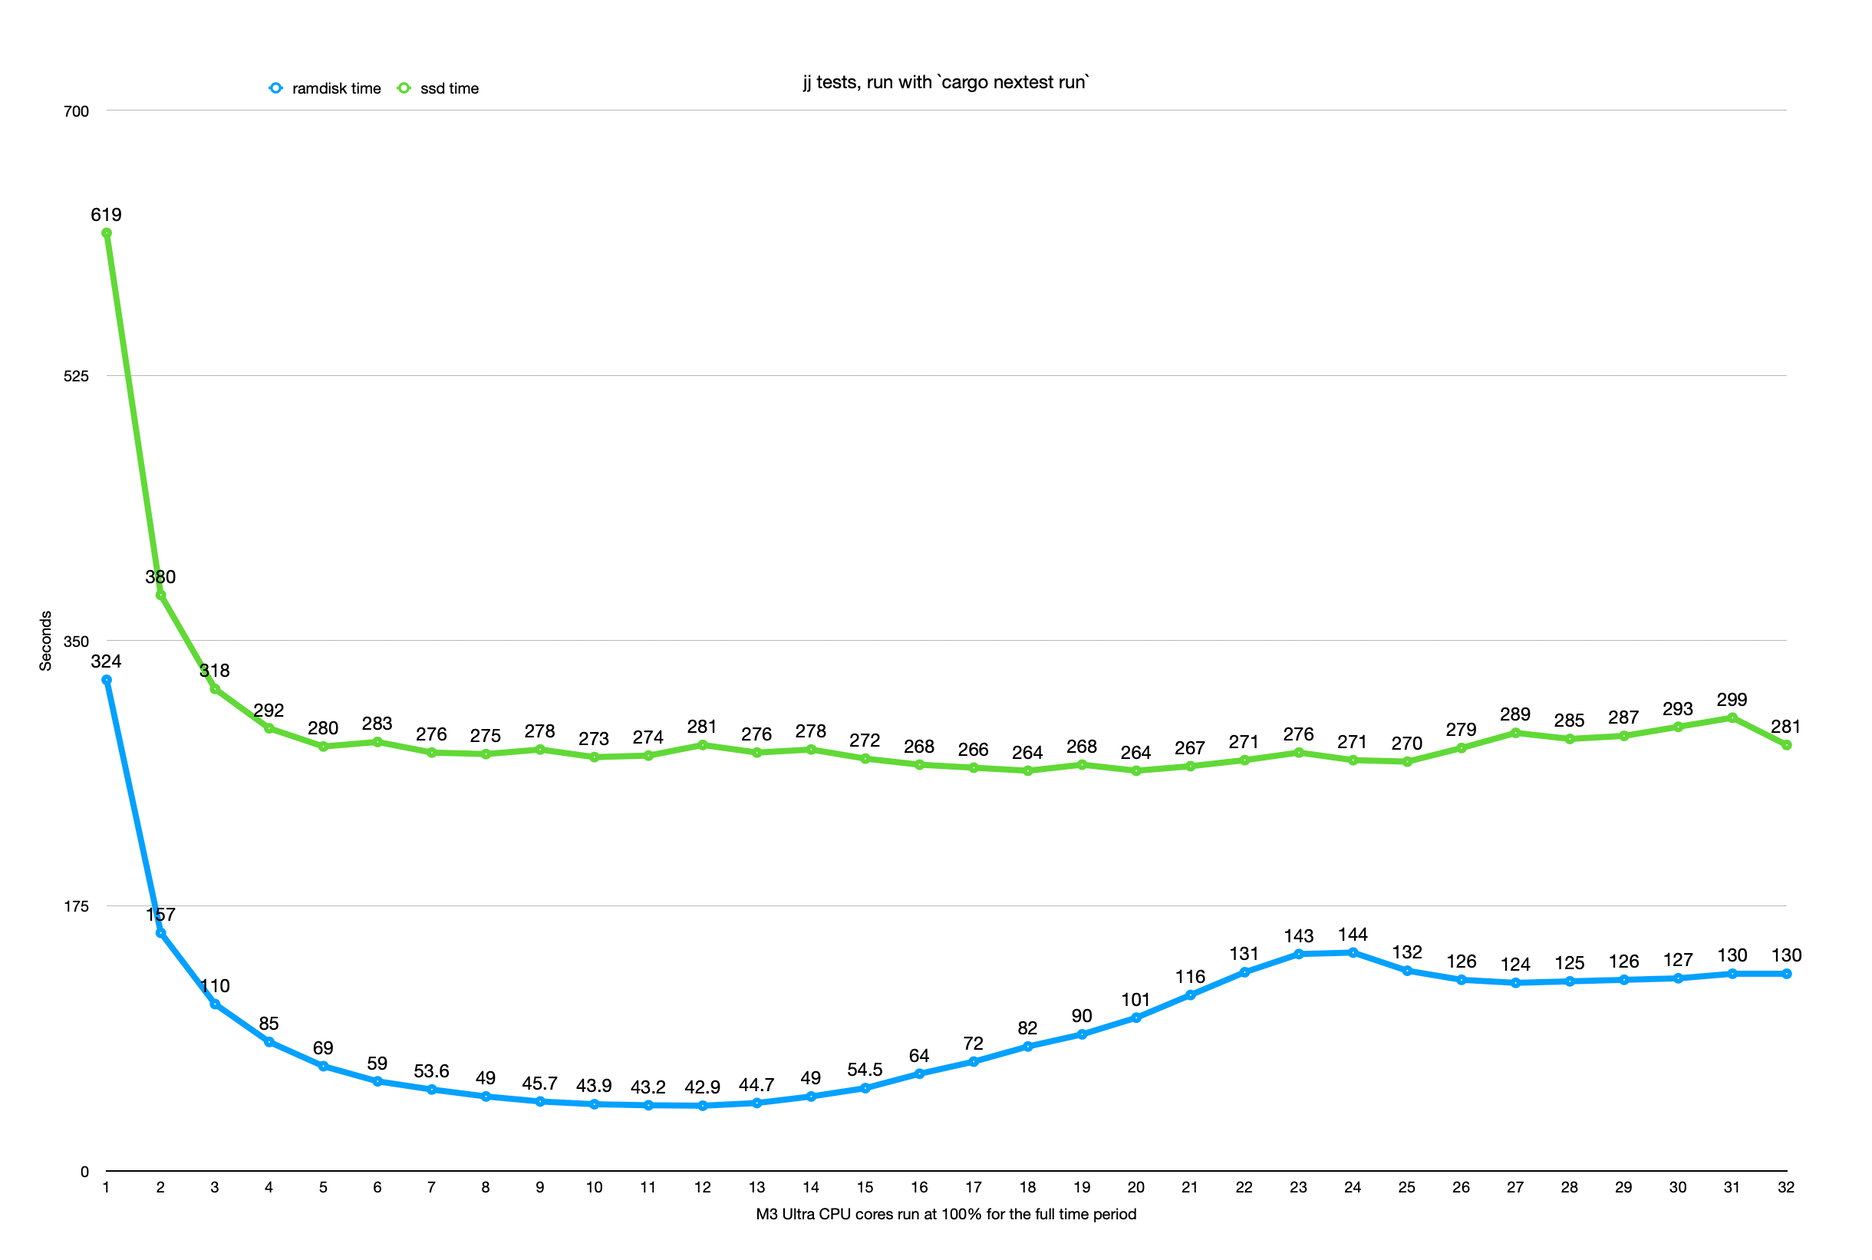 jj tests, run with `cargo nextest run`
ramdisk time ssd time
700
525
350
175
0
Seconds
619 380 318 292 280 283 276 275 278 273 274 281 276 278 272 268 266 264 268 264 267 271 276 271 270 279 289 285 287 293 299 281
324 157 110 85 69 59 53.6 49 45.7 43.9 43.2 42.9 44.7 49 54.5 64 72 82 90 101 116 131 143 144 132 126 124 125 126 127 130 130
1 2 3 4 5 6 7 8 9 10 11 12 13 14 15 16 17 18 19 20 21 22 23 24 25 26 27 28 29 30 31 32
M3 Ultra CPU cores run at 100% for the full time period